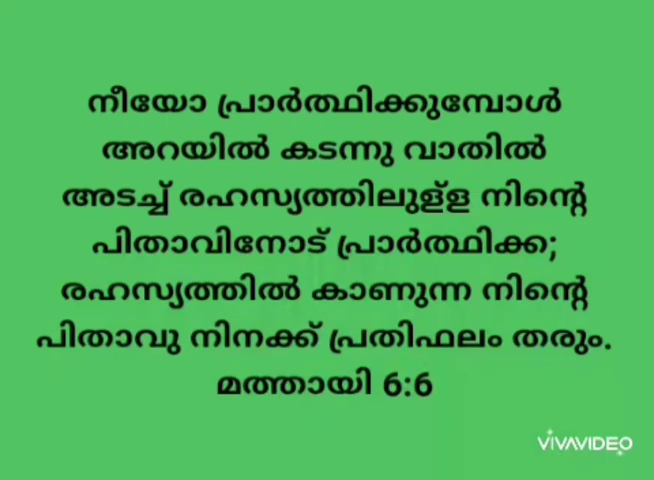 നീയോ പ്രാർത്ഥിക്കുമ്പോൾ
അറയിൽ കടന്നു വാതിൽ
അടച്ച് രഹസ്യത്തിലുള്ള നിന്റെ
പിതാവിനോട് പ്രാർത്ഥിക്ക;
രഹസ്യത്തിൽ കാണുന്ന നിന്റെ
പിതാവു നിനക്ക് പ്രതിഫലം തരും.
മത്തായി 6:6
VIVAVIDEO